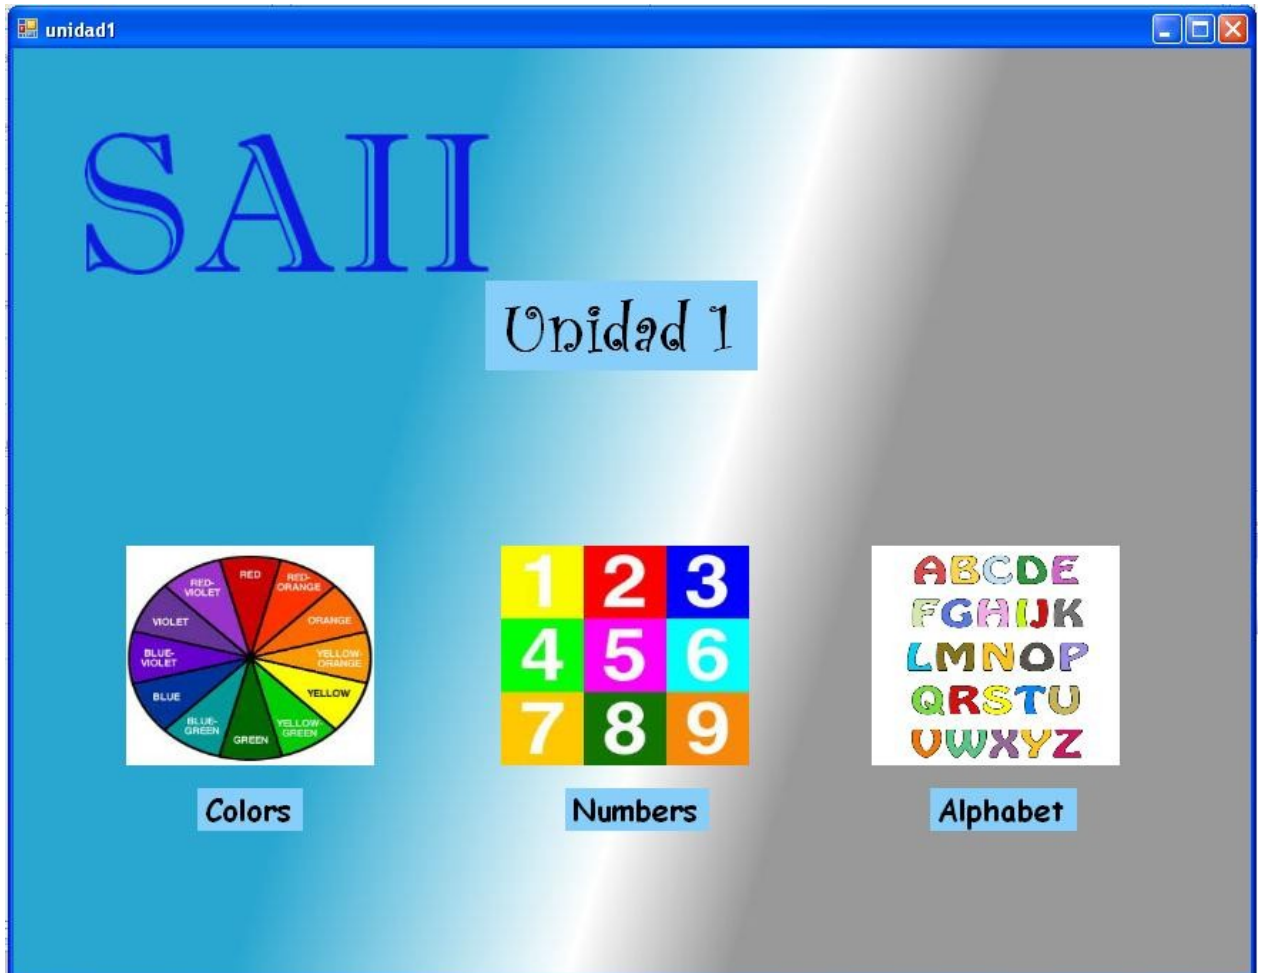 unidad1
SAII
Unidad 1
RED
RED-
ORANGE
ORANGE
YELLOW-
ORANGE
YELLOW
YELLOW-
GREEN
GREEN
BLUE-
GREEN
BLUE
BLUE-
VIOLET
VIOLET
RED-
VIOLET
1 2 3
4 5 6
7 8 9
ABCDE
FGHIJK
LMNOP
QRSTU
VWXYZ
Colors
Numbers
Alphabet